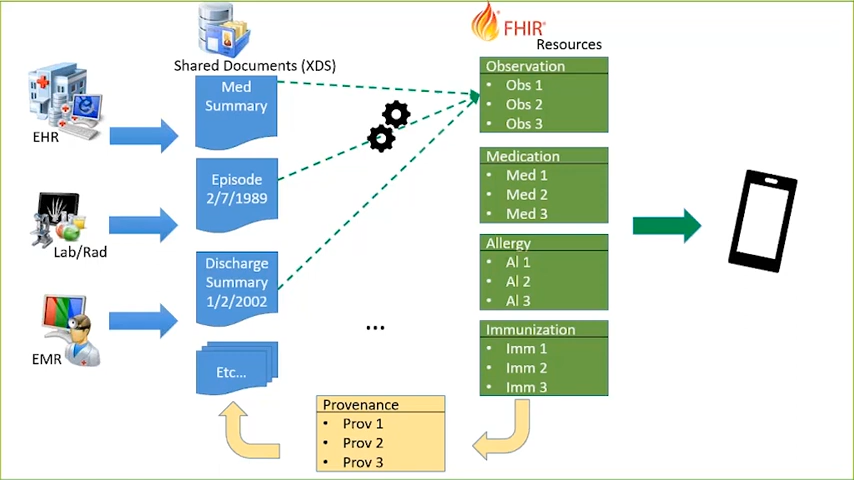 FHIR®
Resources
Shared Documents (XDS)
EHR
Lab/Rad
EMR
Med
Summary
Episode
2/7/1989
Discharge
Summary
1/2/2002
Etc...
...
Observation
• Obs 1
• Obs 2
• Obs 3
Medication
• Med 1
• Med 2
• Med 3
Allergy
• Al 1
• Al 2
• Al 3
Immunization
• Imm 1
• Imm 2
• Imm 3
Provenance
• Prov 1
• Prov 2
• Prov 3